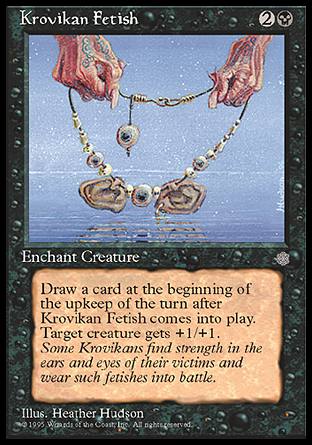 Krovikan Fetish 2
Enchant Creature
Draw a card at the beginning of
the upkeep of the turn after
Krovikan Fetish comes into play.
Target creature gets +1/+1.
Some Krovikans find strength in the
ears and eyes of their victims and
wear such fetishes into battle.
Illus. Heather Hudson
© 1995 Wizards of the Coast, Inc. All rights reserved.